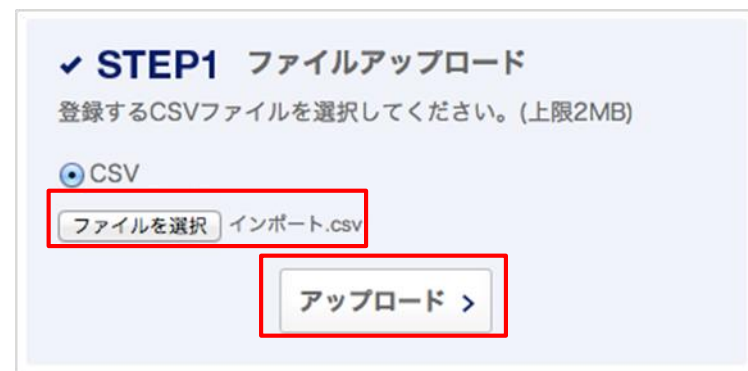 ✓ STEP1 ファイルアップロード
登録するCSVファイルを選択してください。(上限2MB)
CSV
ファイルを選択 インポート.csv
アップロード >